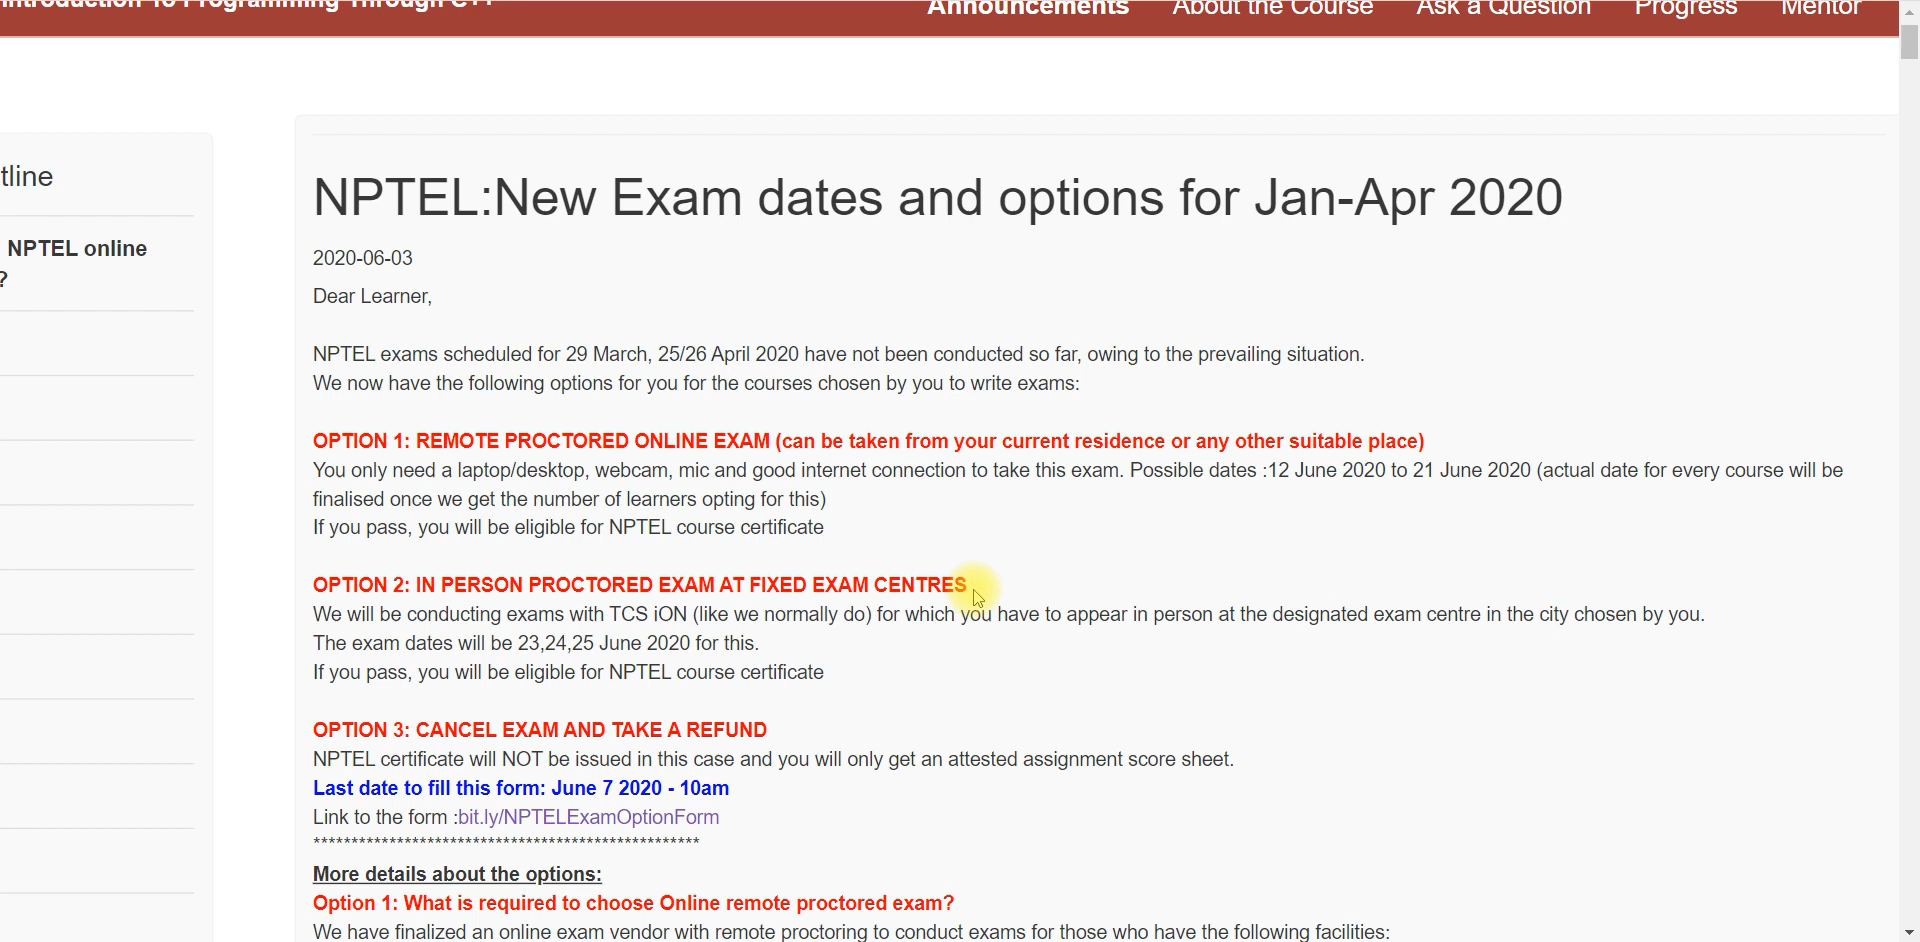 Introduction To Programming Through C++
Announcements About the Course Ask a Question Progress Mentor
tline
NPTEL online
?
NPTEL:New Exam dates and options for Jan-Apr 2020
2020-06-03
Dear Learner,
NPTEL exams scheduled for 29 March, 25/26 April 2020 have not been conducted so far, owing to the prevailing situation.
We now have the following options for you for the courses chosen by you to write exams:
OPTION 1: REMOTE PROCTORED ONLINE EXAM (can be taken from your current residence or any other suitable place)
You only need a laptop/desktop, webcam, mic and good internet connection to take this exam. Possible dates :12 June 2020 to 21 June 2020 (actual date for every course will be
finalised once we get the number of learners opting for this)
If you pass, you will be eligible for NPTEL course certificate
OPTION 2: IN PERSON PROCTORED EXAM AT FIXED EXAM CENTRES
We will be conducting exams with TCS iON (like we normally do) for which you have to appear in person at the designated exam centre in the city chosen by you.
The exam dates will be 23,24,25 June 2020 for this.
If you pass, you will be eligible for NPTEL course certificate
OPTION 3: CANCEL EXAM AND TAKE A REFUND
NPTEL certificate will NOT be issued in this case and you will only get an attested assignment score sheet.
Last date to fill this form: June 7 2020 - 10am
Link to the form :bit.ly/NPTELExamOptionForm
***************************************************
More details about the options:
Option 1: What is required to choose Online remote proctored exam?
We have finalized an online exam vendor with remote proctoring to conduct exams for those who have the following facilities: